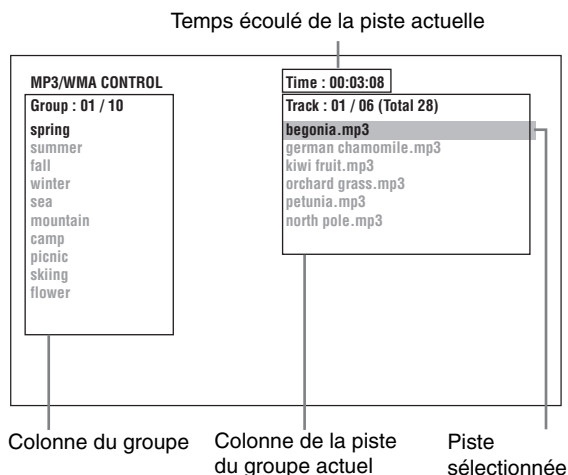 Temps écoulé de la piste actuelle
MP3/WMA CONTROL
Time : 00:03:08
Group : 01 / 10
spring
summer
fall
winter
sea
mountain
camp
picnic
skiing
flower
Track : 01 / 06 (Total 28)
begonia.mp3
german chamomile.mp3
kiwi fruit.mp3
orchard grass.mp3
petunia.mp3
north pole.mp3
Colonne du groupe
Colonne de la piste
du groupe actuel
Piste
sélectionnée